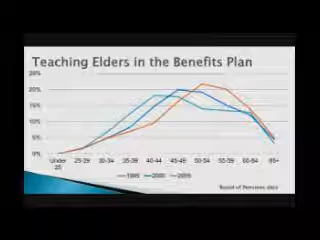 Teaching Elders in the Benefits Plan
25%
20%
15%
10%
5%
0%
Under 25 25-29 30-34 35-39 40-44 45-49 50-54 55-59 60-64 65+
1995 2000 2005
Board of Pensions data